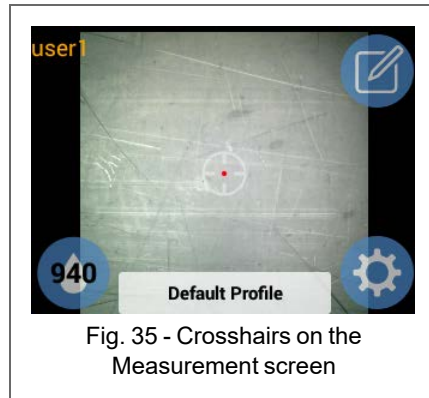 user1
940
Default Profile
Fig. 35 - Crosshairs on the
Measurement screen